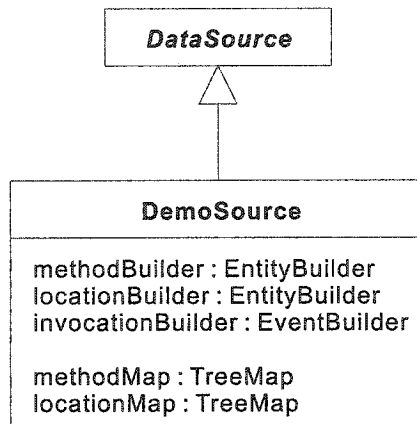 DataSource
DemoSource
methodBuilder : EntityBuilder
locationBuilder : EntityBuilder
invocationBuilder : EventBuilder
methodMap : TreeMap
locationMap : TreeMap